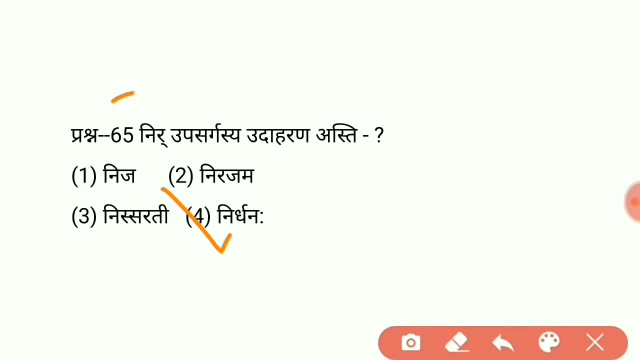 प्रश्न--65 निर् उपसर्गस्य उदाहरण अस्ति - ?
(1) निज (2) निरजम
(3) निस्सरती (4) निर्धन: